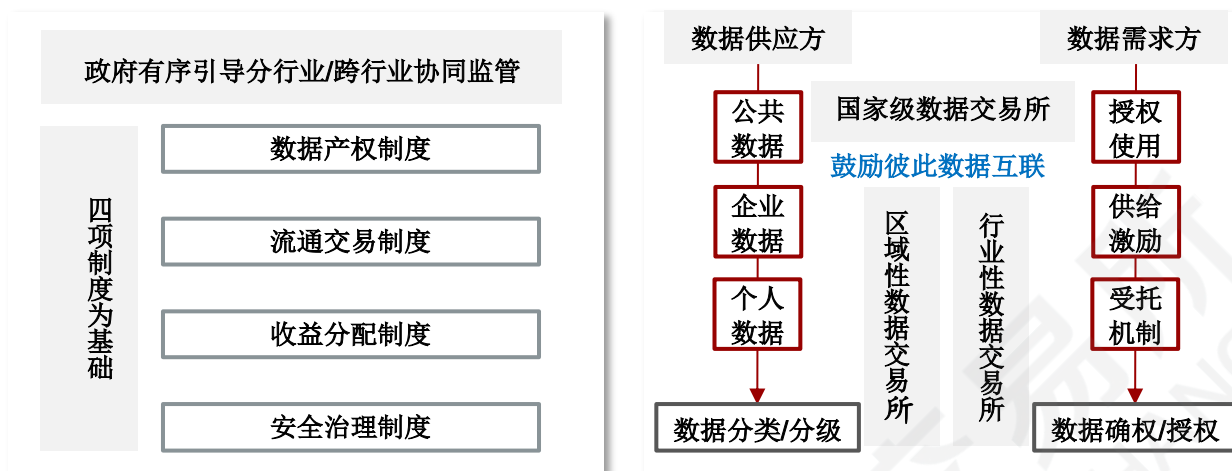 政府有序引导分行业/跨行业协同监管
四项制度为基础
数据产权制度
流通交易制度
收益分配制度
安全治理制度
数据供应方
公共
数据
企业
数据
个人
数据
数据分类/分级
国家级数据交易所
鼓励彼此数据互联
区域性数据交易所
行业性数据交易所
数据需求方
授权
使用
供给
激励
受托
机制
数据确权/授权